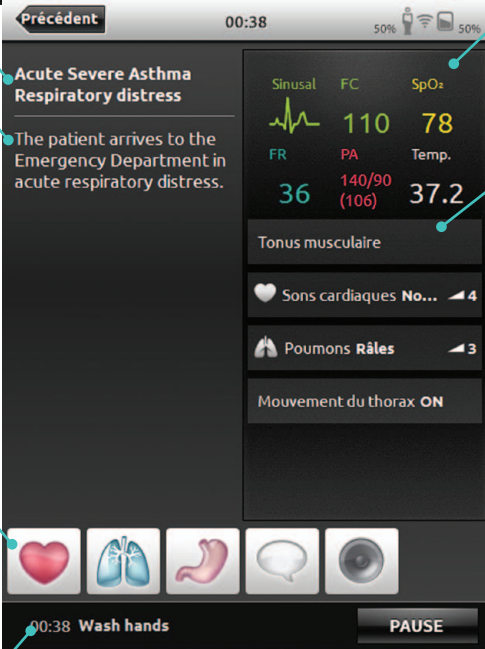 Précédent
00:38
50%
50%
Acute Severe Asthma
Respiratory distress
The patient arrives to the
Emergency Department in
acute respiratory distress.
Sinusal FC SpO₂
110 78
FR PA Temp.
36 140/90 37.2
(106)
Tonus musculaire
Sons cardiaques No... 4
Poumons Râles 3
Mouvement du thorax ON
00:38 Wash hands
PAUSE